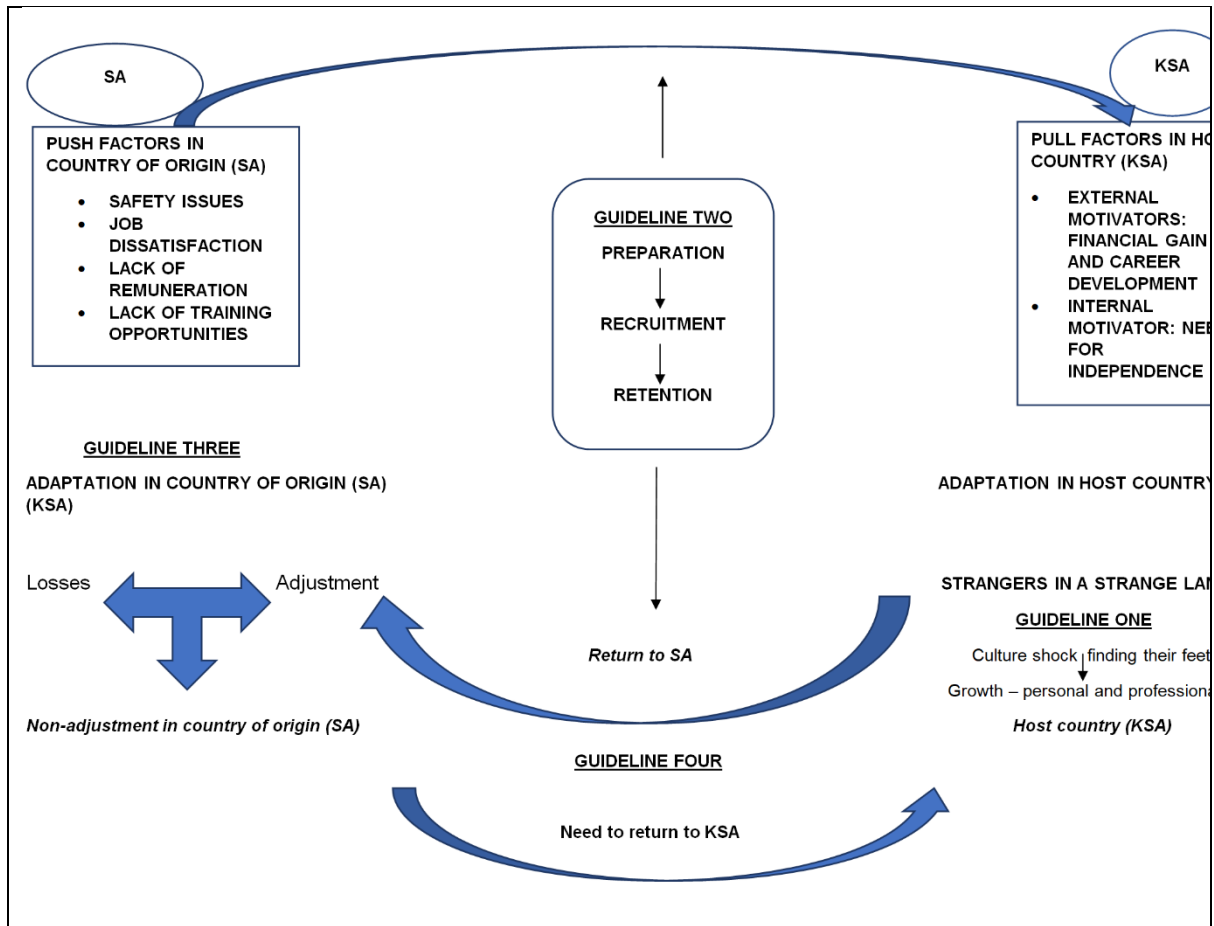 SA
KSA
PUSH FACTORS IN
COUNTRY OF ORIGIN (SA)
• SAFETY ISSUES
• JOB
DISSATISFACTION
• LACK OF
REMUNERATION
• LACK OF TRAINING
OPPORTUNITIES
GUIDELINE TWO
PREPARATION
RECRUITMENT
RETENTION
PULL FACTORS IN HO
COUNTRY (KSA)
• EXTERNAL
MOTIVATORS:
FINANCIAL GAIN
AND CAREER
DEVELOPMENT
• INTERNAL
MOTIVATOR: NEE
FOR
INDEPENDENCE
GUIDELINE THREE
ADAPTATION IN COUNTRY OF ORIGIN (SA)
(KSA)
ADAPTATION IN HOST COUNTRY
Losses
Adjustment
Non-adjustment in country of origin (SA)
Return to SA
STRANGERS IN A STRANGE LAN
GUIDELINE ONE
Culture shock finding their feet
Growth – personal and professiona
Host country (KSA)
GUIDELINE FOUR
Need to return to KSA